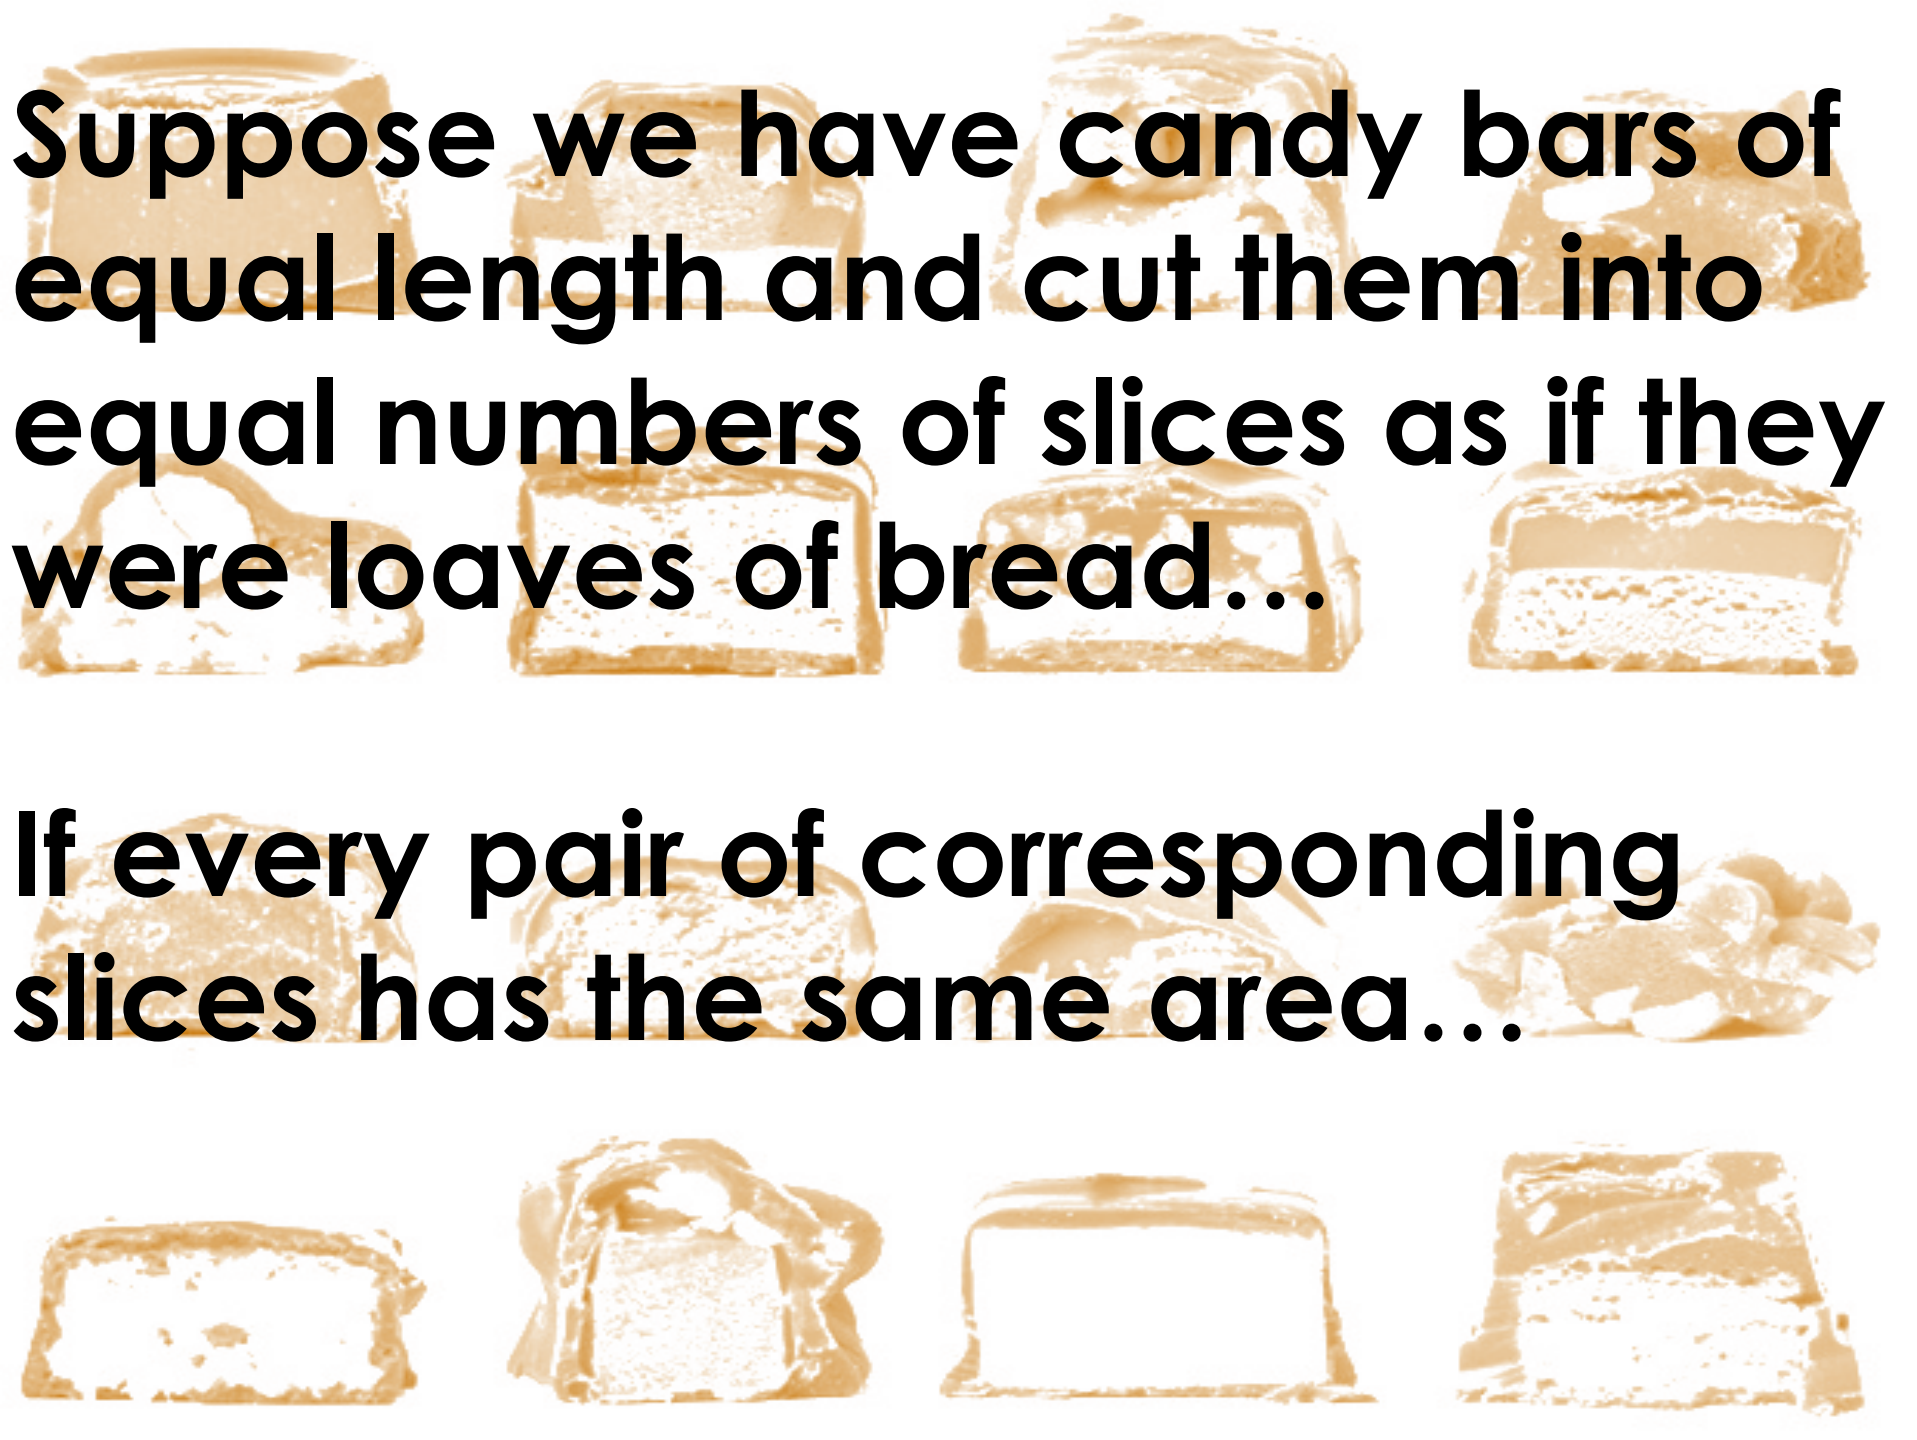 Suppose we have candy bars of
equal length and cut them into
equal numbers of slices as if they
were loaves of bread…
If every pair of corresponding
slices has the same area…